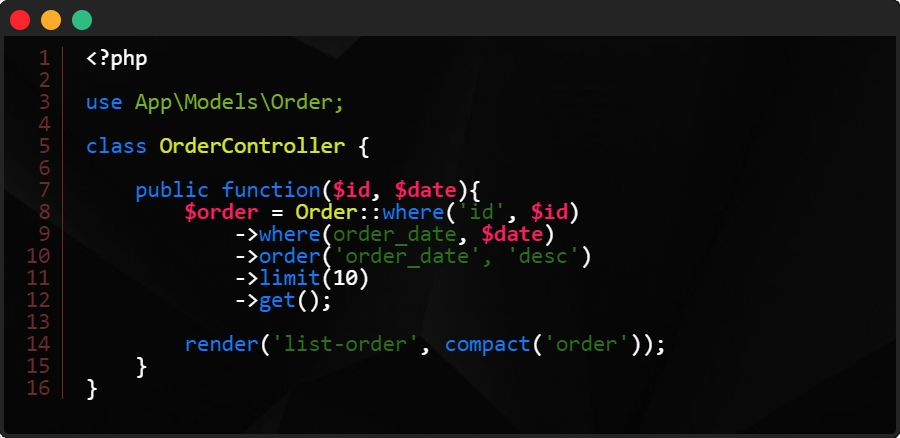 1 <?php
2
3 use App\Models\Order;
4
5 class OrderController {
6
7 public function($id, $date){
8 $order = Order::where('id', $id)
9 ->where(order_date, $date)
10 ->order('order_date', 'desc')
11 ->limit(10)
12 ->get();
13
14 render('list-order', compact('order'));
15 }
16 }